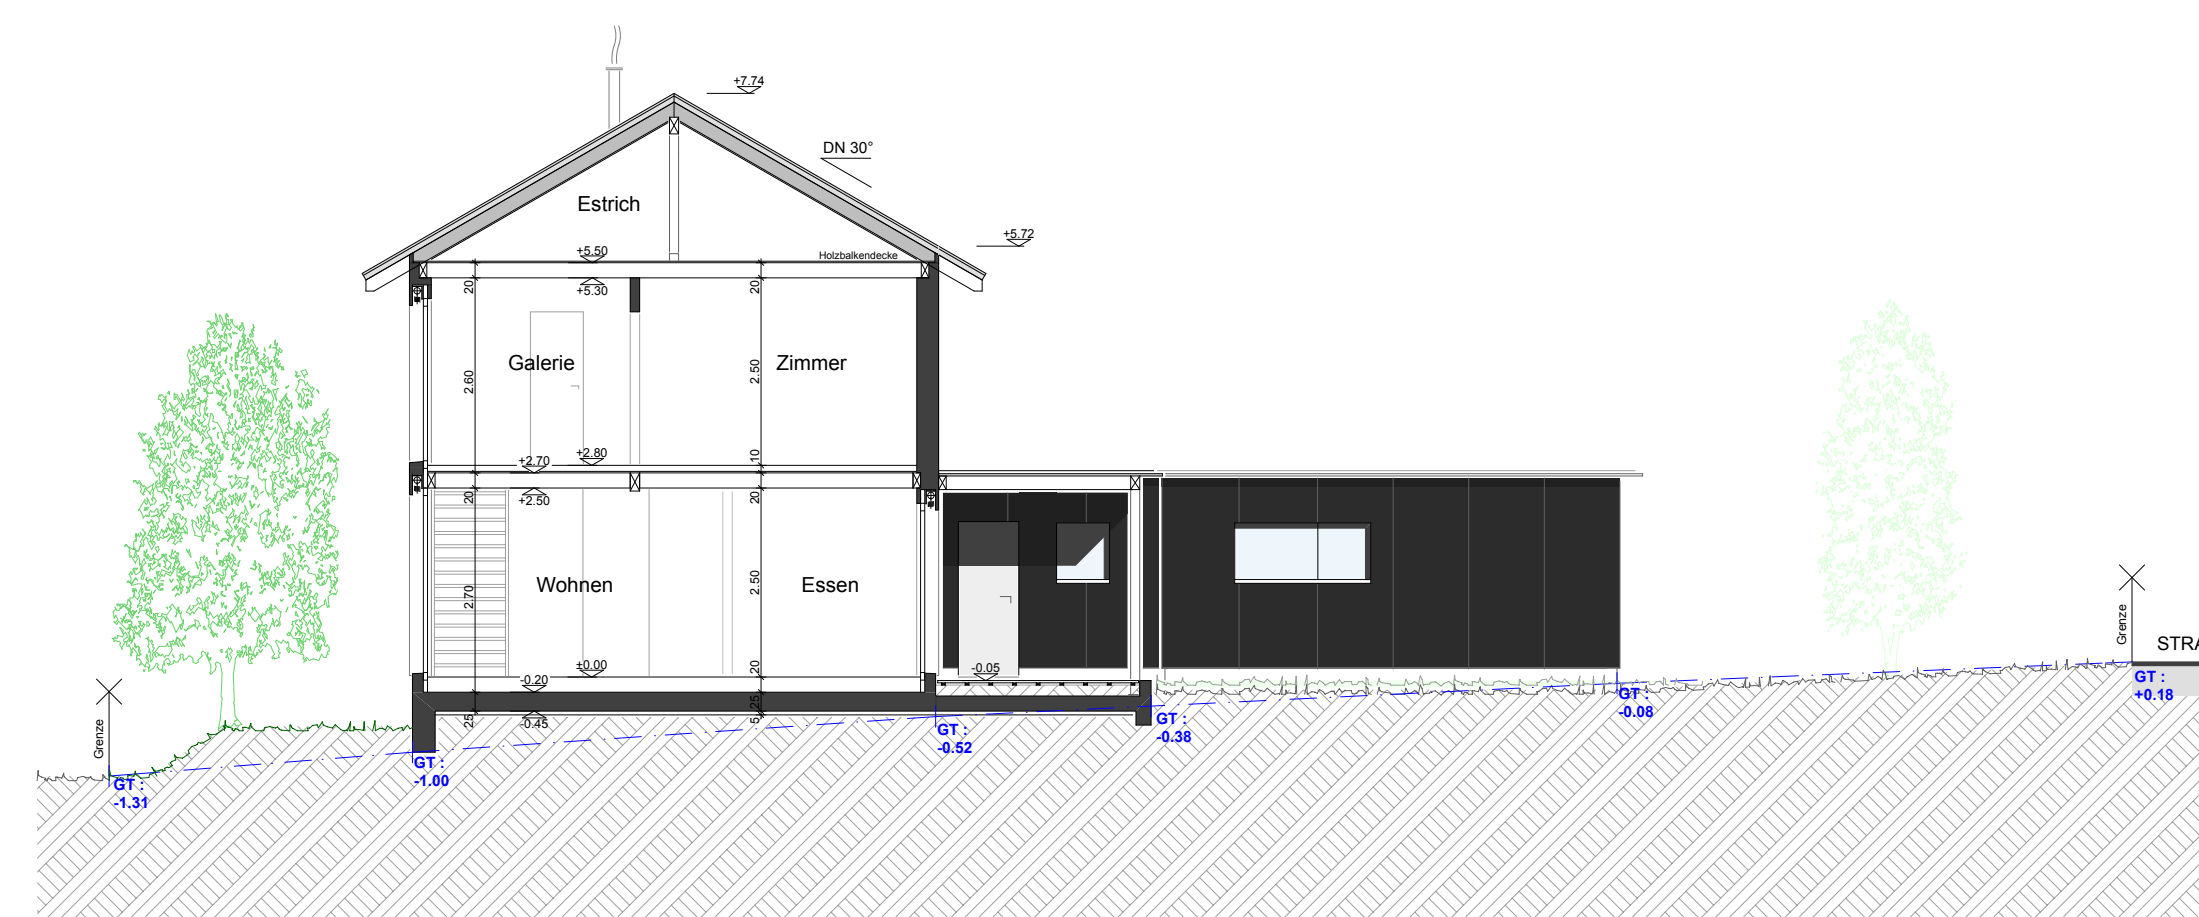 +7.74
DN 30°
Estrich
+5.72
+5.50
Holzbalkendecke
20
+5.30
20
Galerie
Zimmer
2.60
2.50
+2.70
+2.80
10
20
+2.50
20
Wohnen
Essen
2.70
2.50
Grenze
STRA
-0.20
±0.00
20
-0.05
GT :
+0.18
25
-0.45
25
5
GT :
-0.08
GT :
-0.38
GT :
-0.52
Grenze
GT :
-1.00
GT :
-1.31